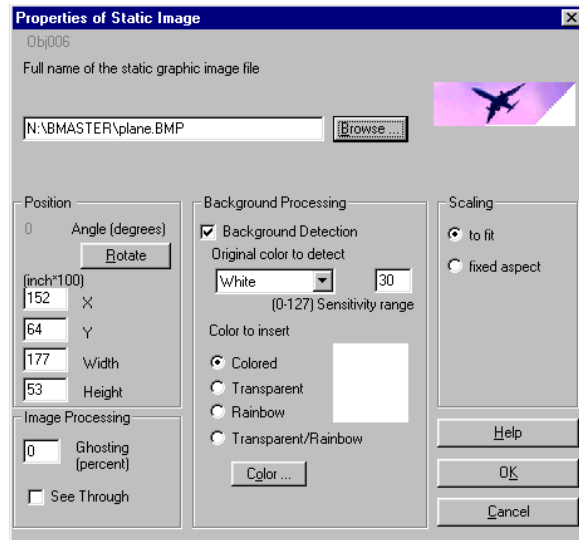 Properties of Static Image
Obj006
Full name of the static graphic image file
N:\BMASTER\plane.BMP
Browse ...
Position
0 Angle (degrees)
Rotate
(inch*100)
152 X
64 Y
177 Width
53 Height
Image Processing
0 Ghosting
(percent)
See Through
Background Processing
Background Detection
Original color to detect
White 30
(0-127) Sensitivity range
Color to insert
Colored
Transparent
Rainbow
Transparent/Rainbow
Color ...
Scaling
to fit
fixed aspect
Help
OK
Cancel